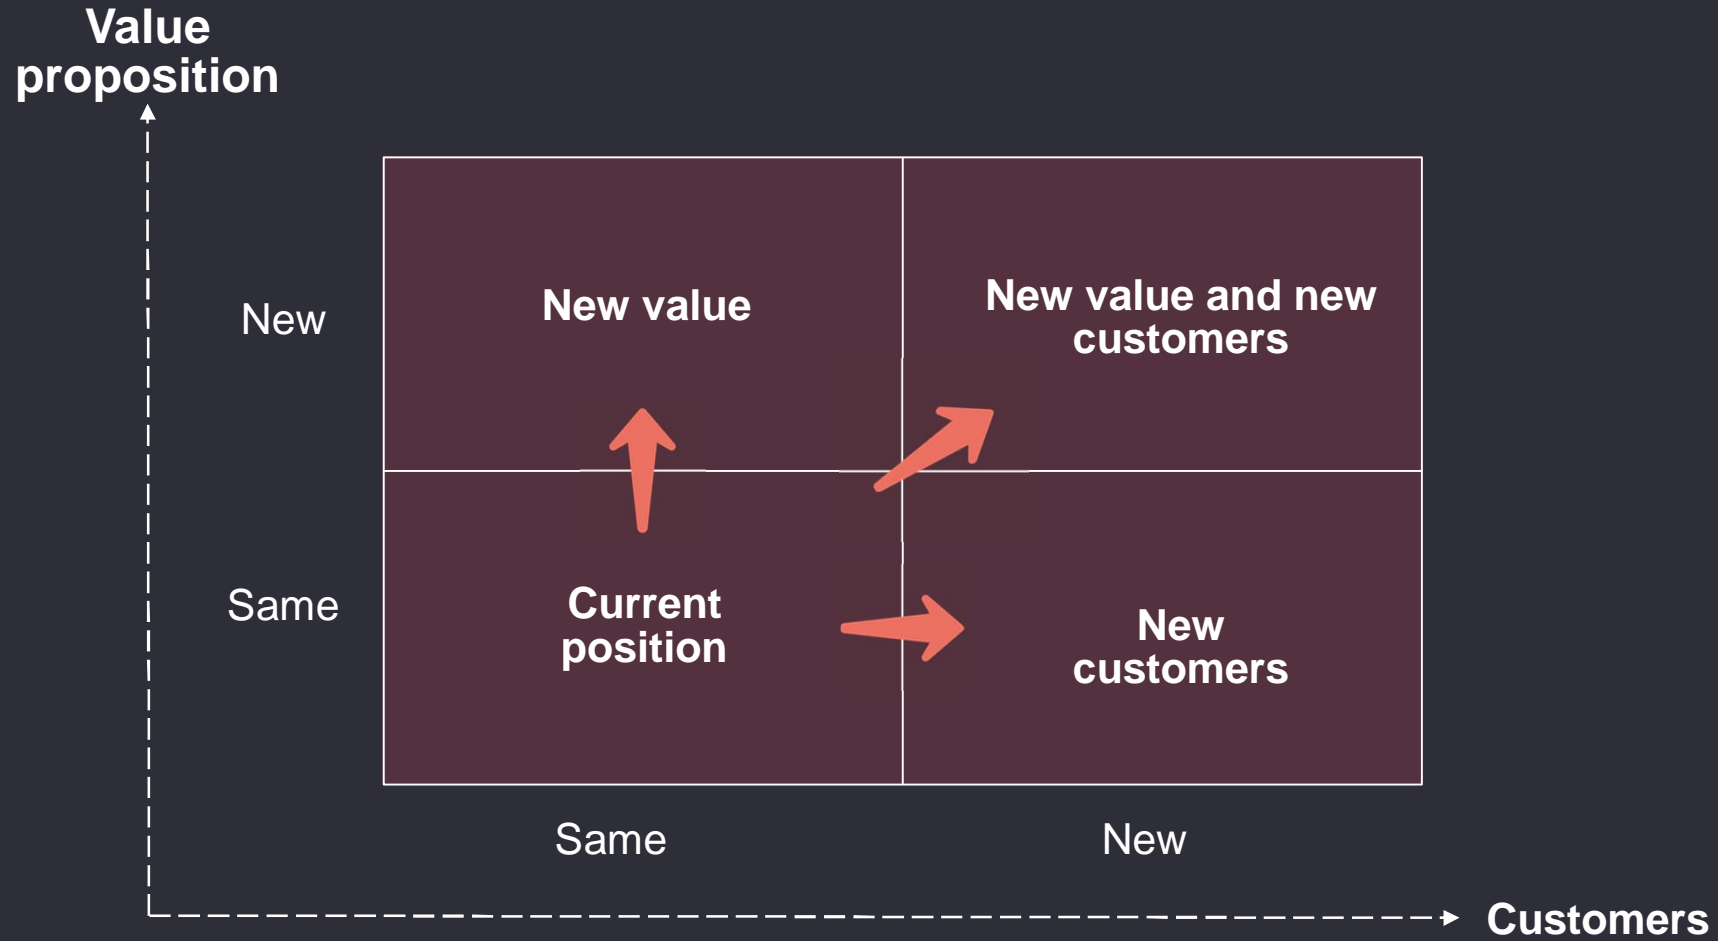 Value
proposition
New
New value
New value and new
customers
Same
Current
position
New
customers
Same
New
Customers